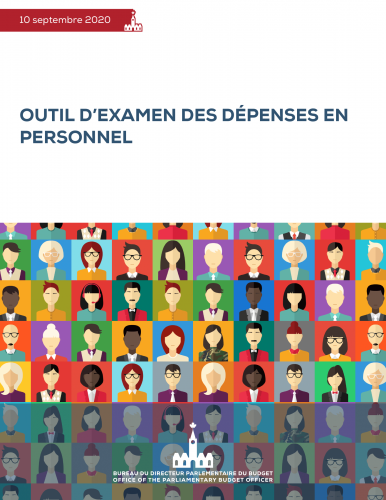 10 septembre 2020
OUTIL D'EXAMEN DES DÉPENSES EN
PERSONNEL
BUREAU DU DIRECTEUR PARLEMENTAIRE DU BUDGET
OFFICE OF THE PARLIAMENTARY BUDGET OFFICER